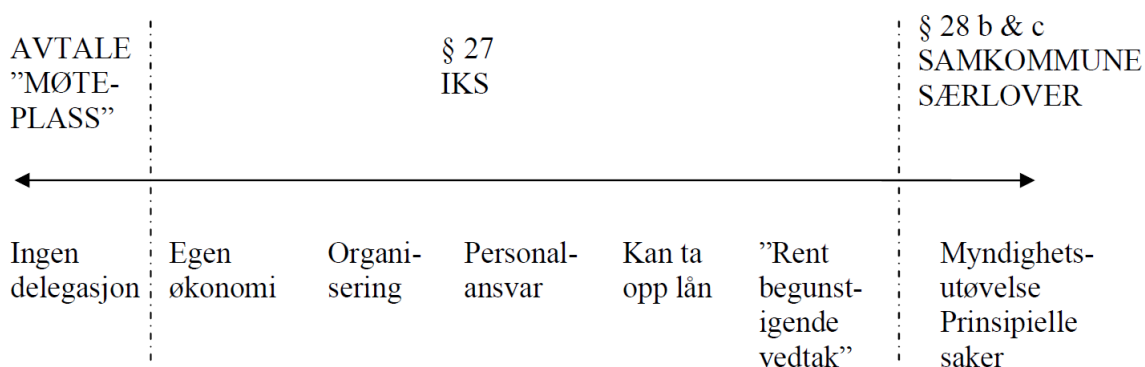 AVTALE
”MØTE-
PLASS”
§ 27
IKS
§ 28 b & c
SAMKOMMUNE
SÆRLOVER
Ingen
delegasjon
Egen
økonomi
Organi-
sering
Personal-
ansvar
Kan ta
opp lån
”Rent
begunst-
igende
vedtak”
Myndighets-
utøvelse
Prinsipielle
saker